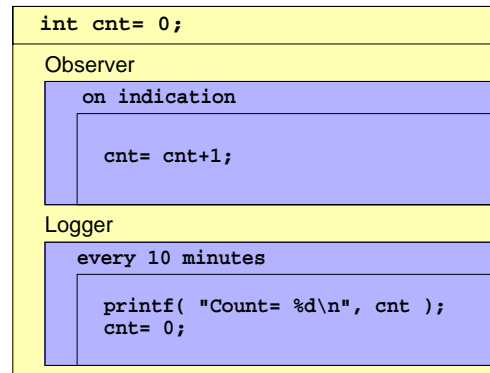 int cnt= 0;
Observer
on indication
cnt= cnt+1;
Logger
every 10 minutes
printf( "Count= %d\n", cnt );
cnt= 0;